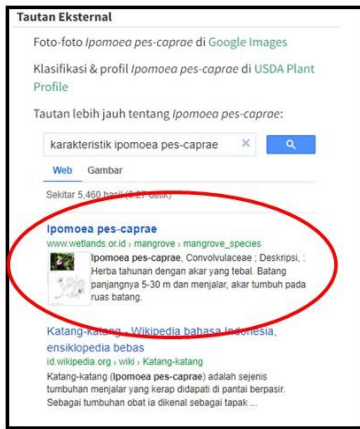 Tautan Eksternal
Foto-foto Ipomoea pes-caprae di Google Images
Klasifikasi & profil Ipomoea pes-caprae di USDA Plant
Profile
Tautan lebih jauh tentang Ipomoea pes-caprae:
karakteristik ipomoea pes-caprae
Web Gambar
Sekitar 5,460 hasil (0.27 detik)
Ipomoea pes-caprae
www.wetlands.or.id › mangrove › mangrove_species
Ipomoea pes-caprae, Convolvulaceae ; Deskripsi, :
Herba tahunan dengan akar yang tebal. Batang
panjangnya 5-30 m dan menjalar, akar tumbuh pada
ruas batang.
Katang-katang - Wikipedia bahasa Indonesia,
ensiklopedia bebas
id.wikipedia.org › wiki › Katang-katang
Katang-katang (Ipomoea pes-caprae) adalah sejenis
tumbuhan menjalar yang kerap didapati di pantai berpasir.
Sebagai tumbuhan obat ia dikenal sebagai tapak ...